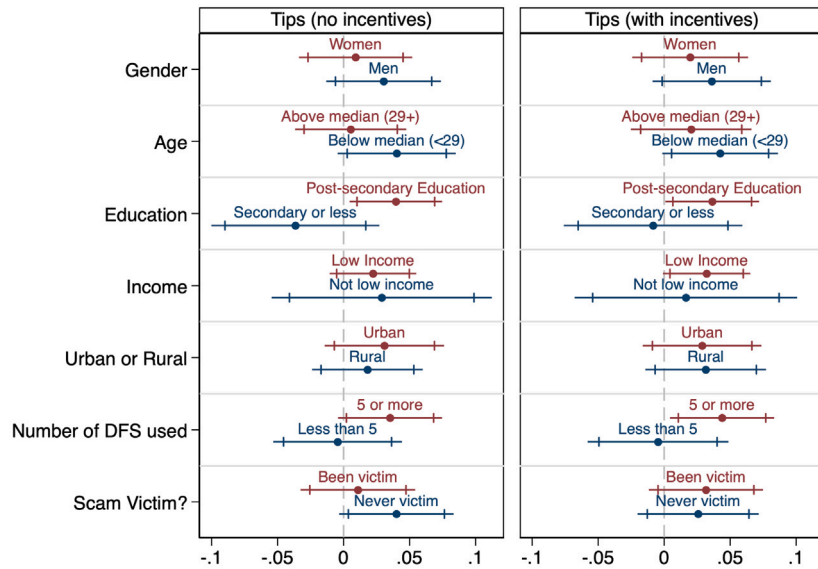 Tips (no incentives) Tips (with incentives)
Gender
Women
Men
Women
Men
Age
Above median (29+)
Below median (<29)
Above median (29+)
Below median (<29)
Education
Post-secondary Education
Secondary or less
Post-secondary Education
Secondary or less
Income
Low Income
Not low income
Low Income
Not low income
Urban or Rural
Urban
Rural
Urban
Rural
Number of DFS used
5 or more
Less than 5
5 or more
Less than 5
Scam Victim?
Been victim
Never victim
Been victim
Never victim
-.1 -.05 0 .05 .1 -.1 -.05 0 .05 .1